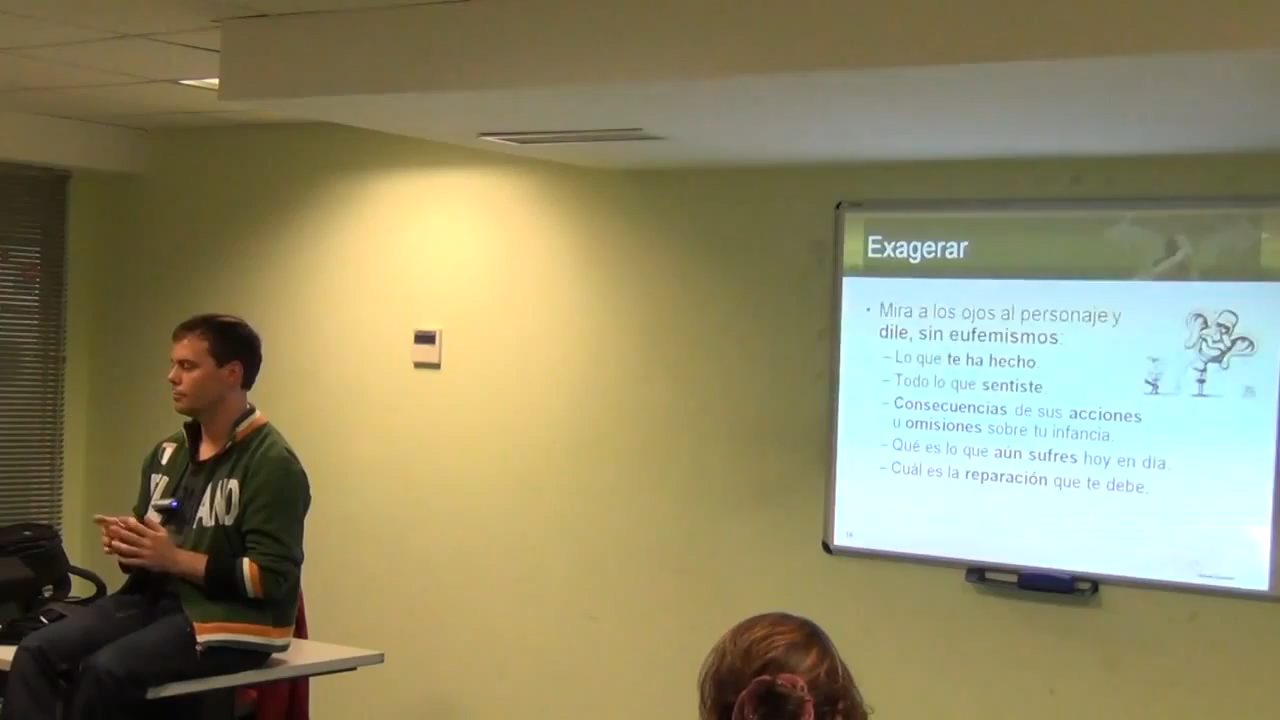 Exagerar
• Mira a los ojos al personaje y
dile, sin eufemismos:
– Lo que te ha hecho.
– Todo lo que sentiste.
– Consecuencias de sus acciones
u omisiones sobre tu infancia.
– Qué es lo que aún sufres hoy en día.
– Cuál es la reparación que te debe.